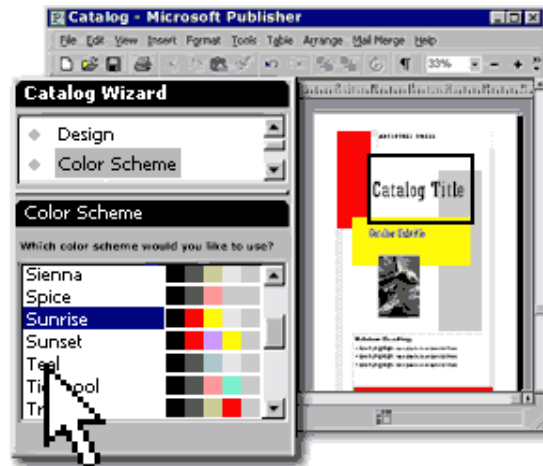 Catalog - Microsoft Publisher
File Edit View Insert Format Tools Table Arrange Mail Merge Help
33%
Catalog Wizard
Design
Color Scheme
Color Scheme
Which color scheme would you like to use?
Sienna
Spice
Sunrise
Sunset
Teal
Catalog Title